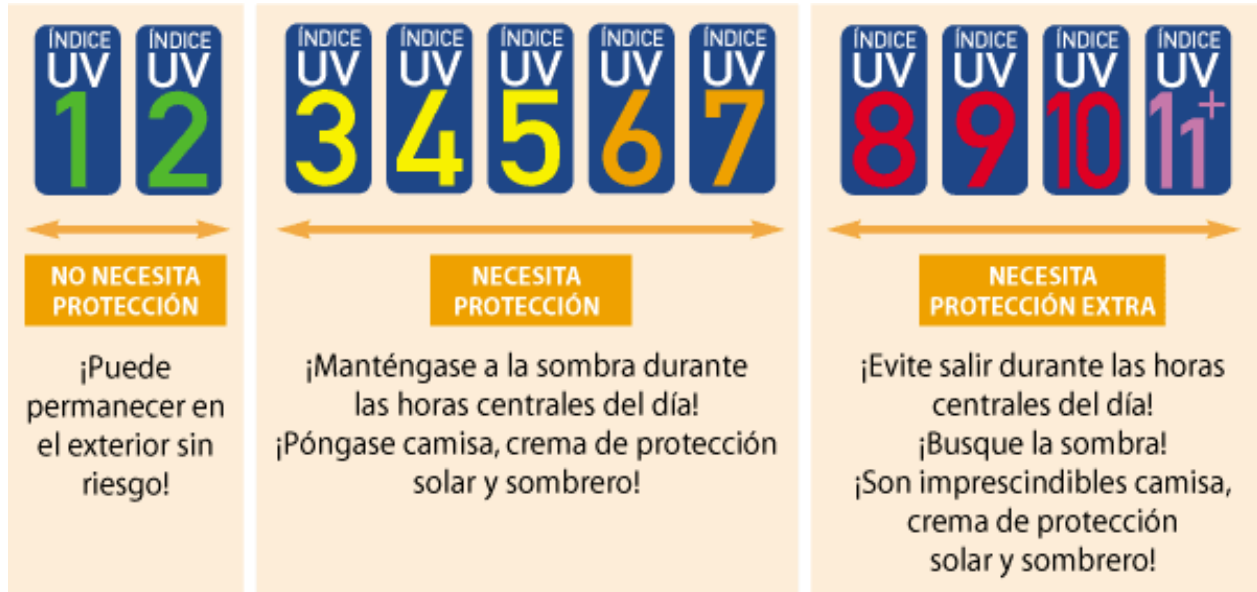 ÍNDICE
UV
1
ÍNDICE
UV
2
NO NECESITA
PROTECCIÓN
¡Puede
permanecer en
el exterior sin
riesgo!
ÍNDICE
UV
3
ÍNDICE
UV
4
ÍNDICE
UV
5
ÍNDICE
UV
6
ÍNDICE
UV
7
NECESITA
PROTECCIÓN
¡Manténgase a la sombra durante
las horas centrales del día!
¡Póngase camisa, crema de protección
solar y sombrero!
ÍNDICE
UV
8
ÍNDICE
UV
9
ÍNDICE
UV
10
ÍNDICE
UV
11+
NECESITA
PROTECCIÓN EXTRA
¡Evite salir durante las horas
centrales del día!
¡Busque la sombra!
¡Son imprescindibles camisa,
crema de protección
solar y sombrero!